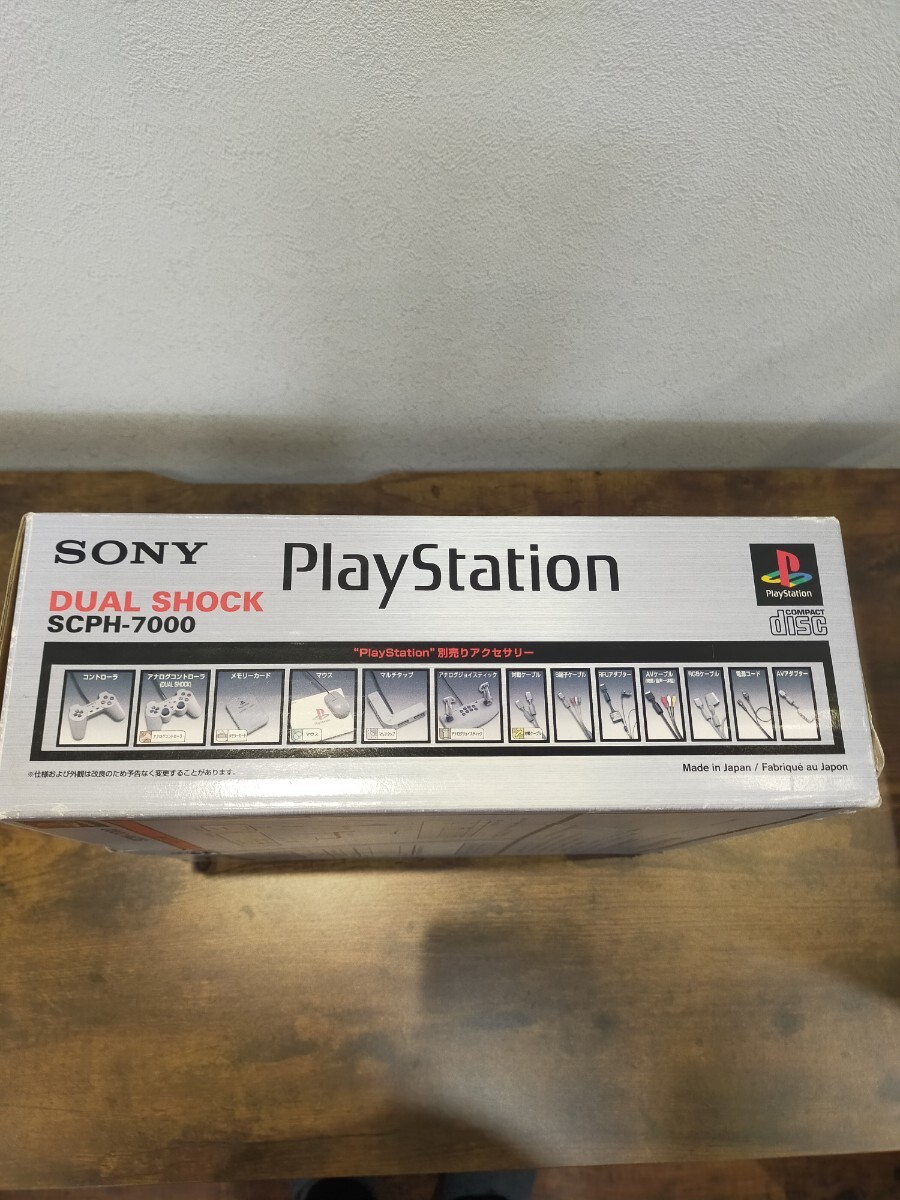 SONY
PlayStation
PlayStation
DUAL SHOCK
SCPH-7000
COMPACT
disc
"PlayStation"別売りアクセサリー
コントローラ
アナログコントローラ
(DUAL SHOCK)
メモリーカード
マウス
マルチタップ
アナログジョイスティック
対戦ケーブル
S端子ケーブル
RFUアダプター
AVケーブル
RGBケーブル
電源コード
AVアダプター
マウス
※仕様および外観は改良のため予告なく変更することがあります。
Made in Japan / Fabriqué au Japon